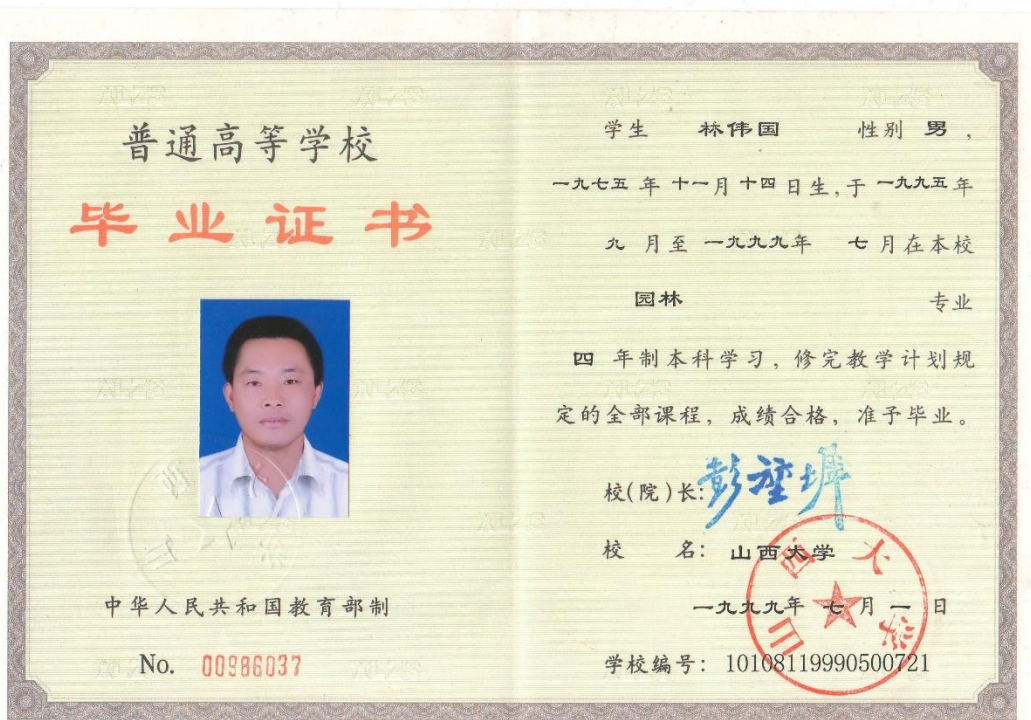 普通高等学校
毕业证书
中华人民共和国教育部制
No. 00986037
学生 林伟国 性别 男，
一九七五 年 十一 月 十四 日生，于 一九九五 年
九 月至 一九九九年 七 月在本校
园林 专业
四 年制本科学习，修完教学计划规
定的全部课程，成绩合格，准予毕业。
校(院)长：
校 名：山西大学
一九九九年 七 月 一 日
学校编号：10108119990500721
山西大学